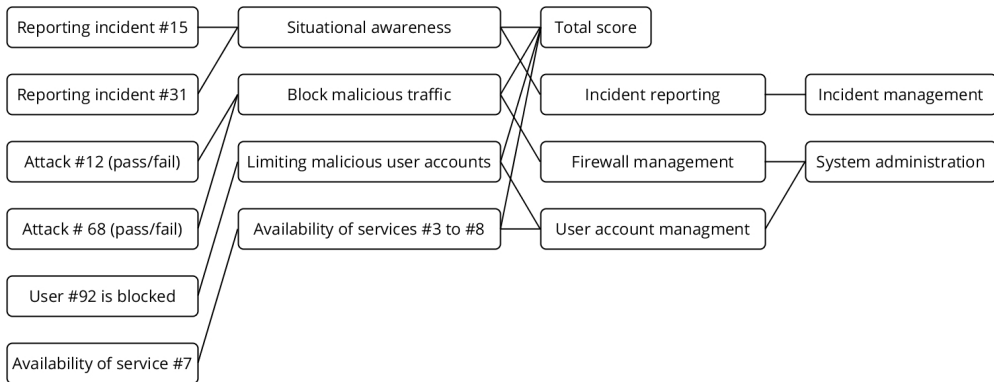 Reporting incident #15
Situational awareness
Total score
Reporting incident #31
Block malicious traffic
Incident reporting
Incident management
Attack #12 (pass/fail)
Limiting malicious user accounts
Firewall management
System administration
Attack # 68 (pass/fail)
Availability of services #3 to #8
User account managment
User #92 is blocked
Availability of service #7